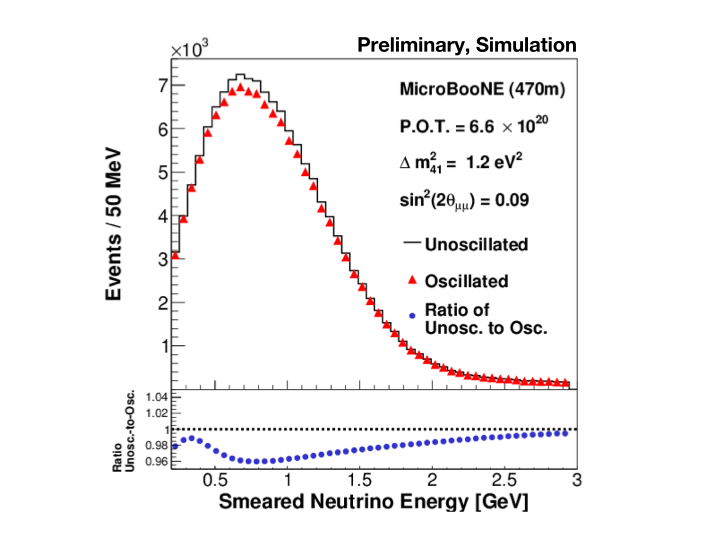 Preliminary, Simulation
×10³
MicroBooNE (470m)
P.O.T. = 6.6 × 10²⁰
Δ m²₄₁ = 1.2 eV²
sin²(2θμμ) = 0.09
Unoscillated
Oscillated
Ratio of
Unosc. to Osc.
Events / 50 MeV
7
6
5
4
3
2
1
Ratio
Unosc.-to-Osc.
1.04
1.02
1
0.98
0.96
0.5 1 1.5 2 2.5 3
Smeared Neutrino Energy [GeV]